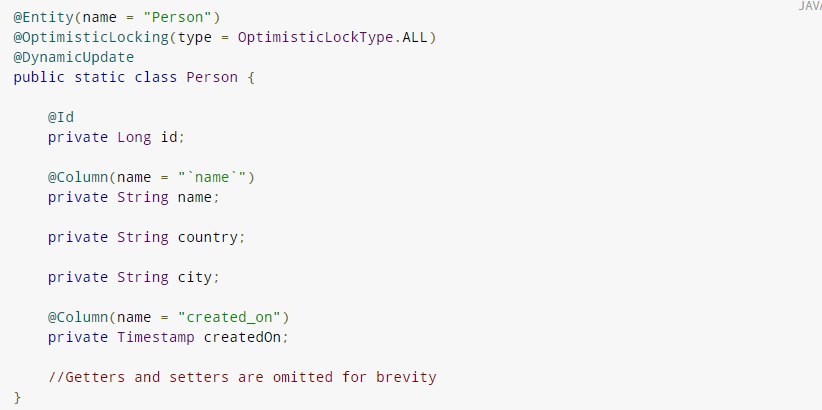 JAVA
@Entity(name = "Person")
@OptimisticLocking(type = OptimisticLockType.ALL)
@DynamicUpdate
public static class Person {
@Id
private Long id;
@Column(name = "`name`")
private String name;
private String country;
private String city;
@Column(name = "created_on")
private Timestamp createdOn;
//Getters and setters are omitted for brevity
}